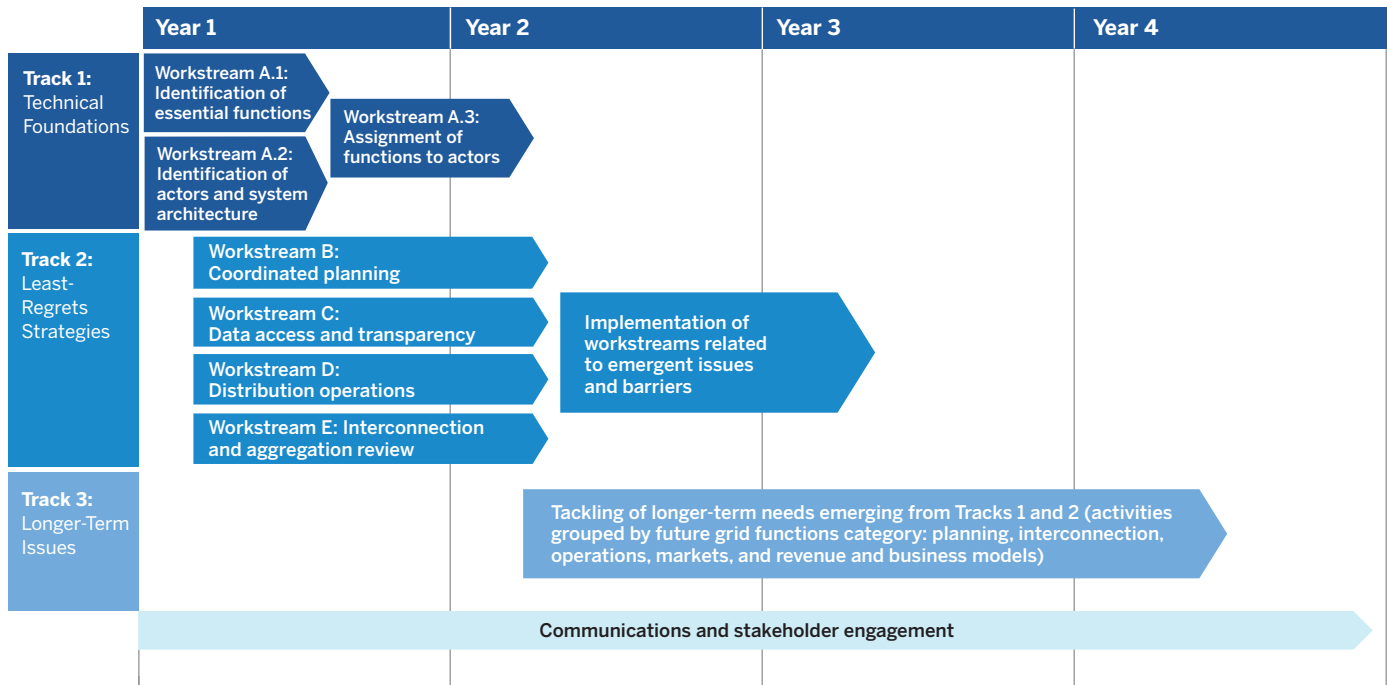 Year 1
Year 2
Year 3
Year 4
Track 1:
Technical
Foundations
Workstream A.1:
Identification of
essential functions
Workstream A.2:
Identification of
actors and system
architecture
Workstream A.3:
Assignment of
functions to actors
Track 2:
Least-
Regrets
Strategies
Workstream B:
Coordinated planning
Workstream C:
Data access and transparency
Workstream D:
Distribution operations
Workstream E: Interconnection
and aggregation review
Implementation of
workstreams related
to emergent issues
and barriers
Track 3:
Longer-Term
Issues
Tackling of longer-term needs emerging from Tracks 1 and 2 (activities
grouped by future grid functions category: planning, interconnection,
operations, markets, and revenue and business models)
Communications and stakeholder engagement